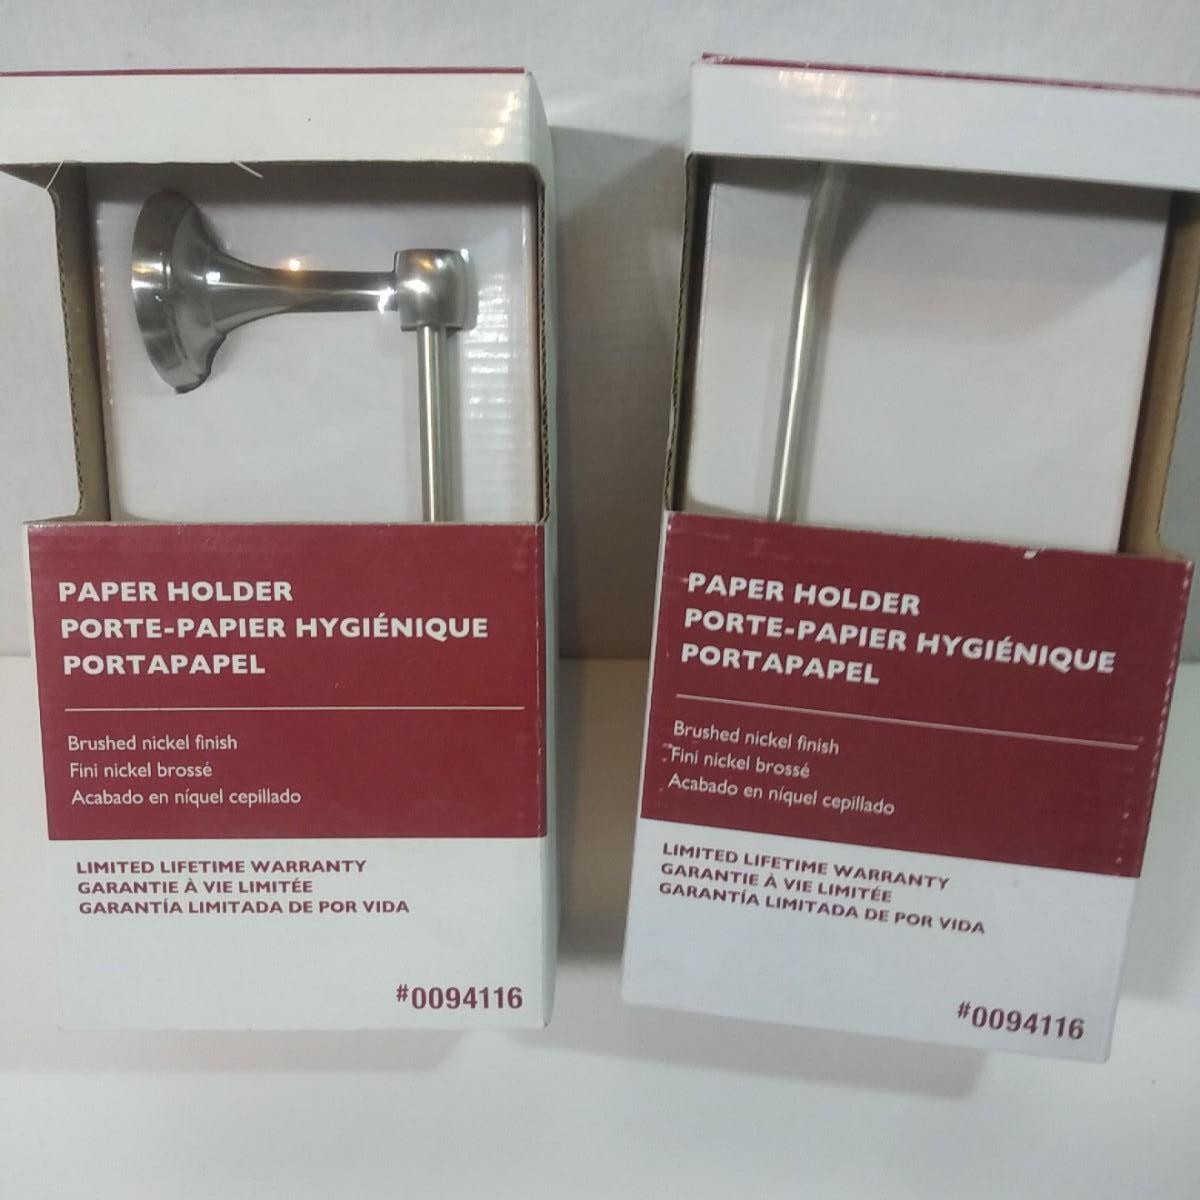 PAPER HOLDER
PORTE-PAPIER HYGIÉNIQUE
PORTAPAPEL
Brushed nickel finish
Fini nickel brossé
Acabado en níquel cepillado
LIMITED LIFETIME WARRANTY
GARANTIE À VIE LIMITÉE
GARANTÍA LIMITADA DE POR VIDA
#0094116
PAPER HOLDER
PORTE-PAPIER HYGIÉNIQUE
PORTAPAPEL
Brushed nickel finish
Fini nickel brossé
Acabado en níquel cepillado
LIMITED LIFETIME WARRANTY
GARANTIE À VIE LIMITÉE
GARANTÍA LIMITADA DE POR VIDA
#0094116